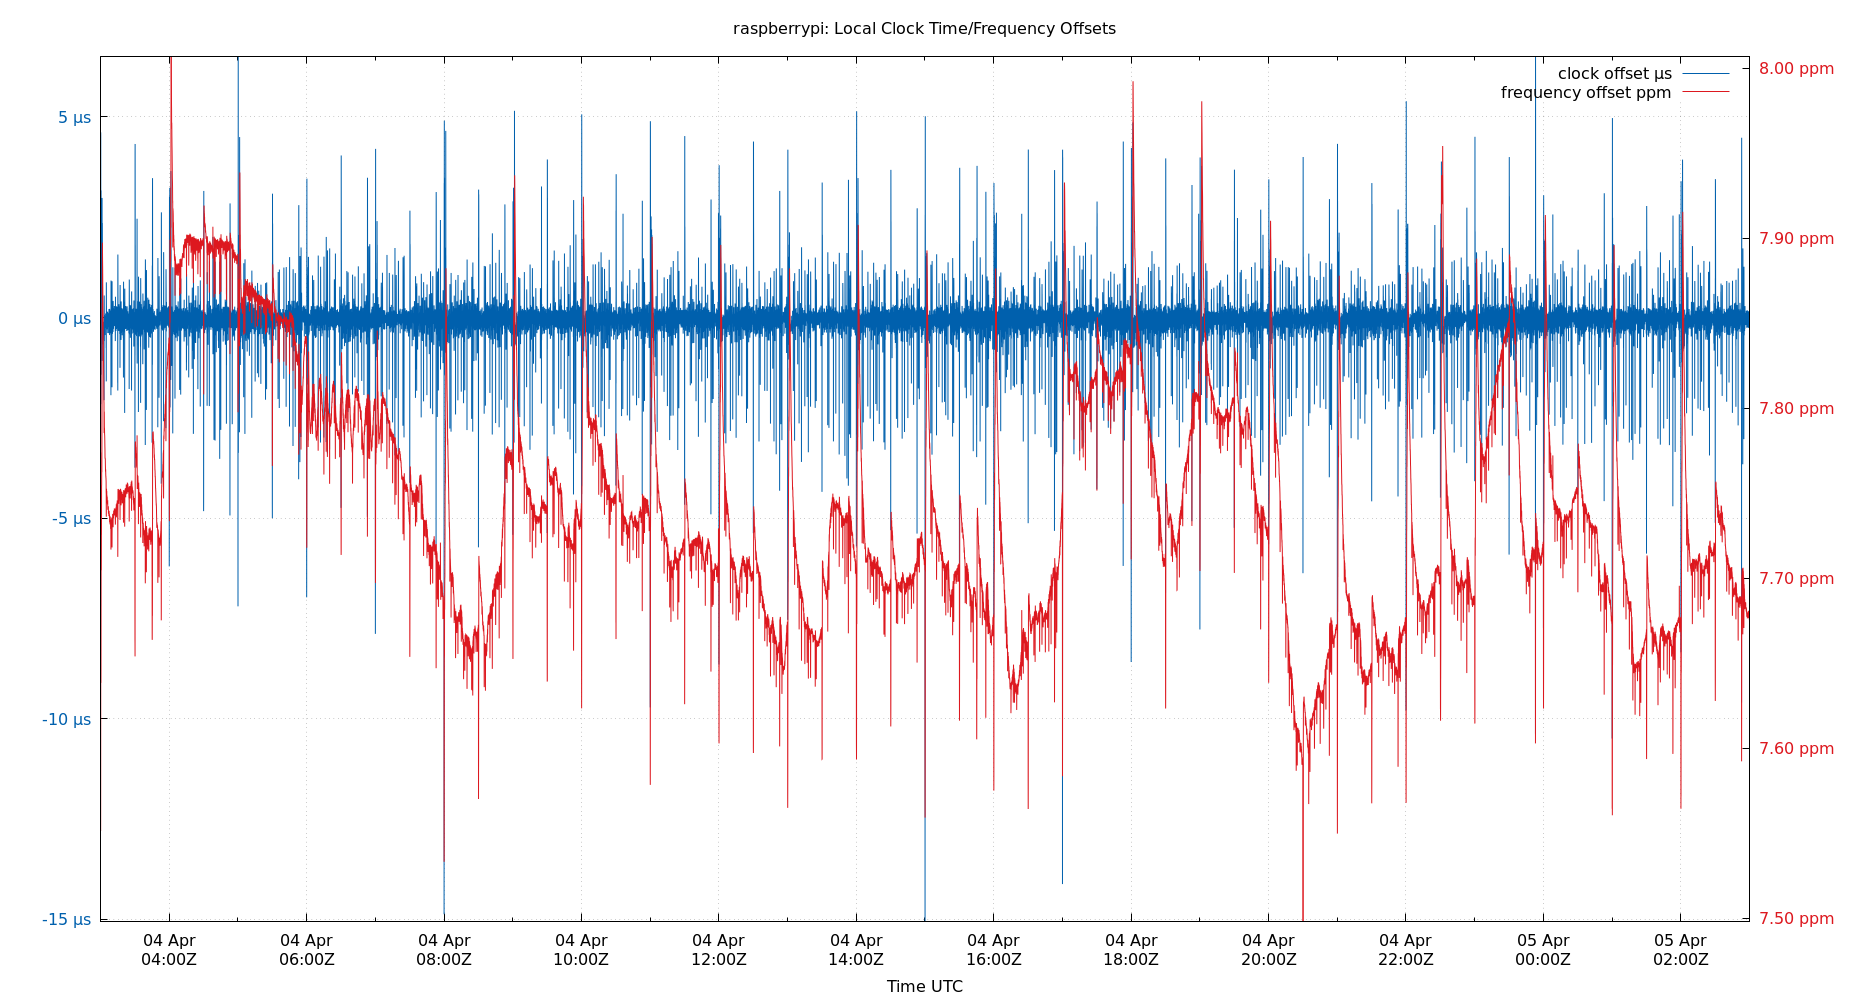 raspberrypi: Local Clock Time/Frequency Offsets
clock offset µs
frequency offset ppm
5 µs
0 µs
-5 µs
-10 µs
-15 µs
8.00 ppm
7.90 ppm
7.80 ppm
7.70 ppm
7.60 ppm
7.50 ppm
04 Apr
04:00Z
04 Apr
06:00Z
04 Apr
08:00Z
04 Apr
10:00Z
04 Apr
12:00Z
04 Apr
14:00Z
04 Apr
16:00Z
04 Apr
18:00Z
04 Apr
20:00Z
04 Apr
22:00Z
05 Apr
00:00Z
05 Apr
02:00Z
Time UTC